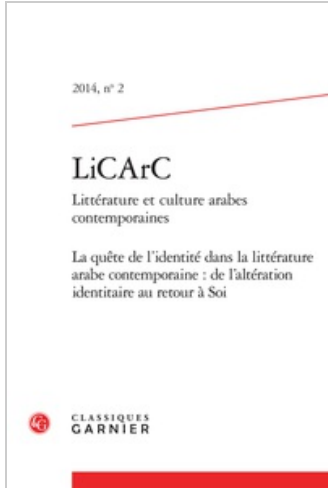 2014, n° 2
LiCArC
Littérature et culture arabes
contemporaines
La quête de l'identité dans la littérature
arabe contemporaine : de l'altération
identitaire au retour à Soi
CG
CLASSIQUES
GARNIER